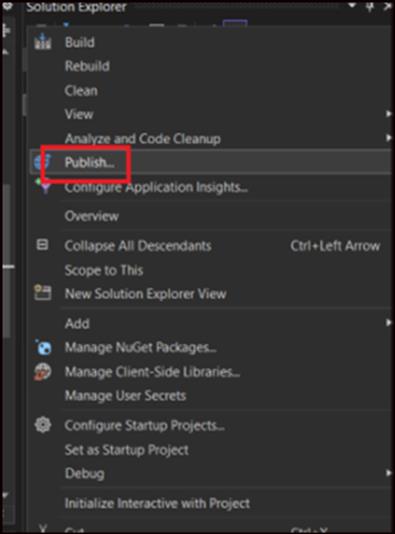 Solution Explorer
Build
Rebuild
Clean
View
Analyze and Code Cleanup
Publish...
Configure Application Insights...
Overview
Collapse All Descendants Ctrl+Left Arrow
Scope to This
New Solution Explorer View
Add
Manage NuGet Packages...
Manage Client-Side Libraries...
Manage User Secrets
Configure Startup Projects...
Set as Startup Project
Debug
Initialize Interactive with Project
Cut Ctrl+X